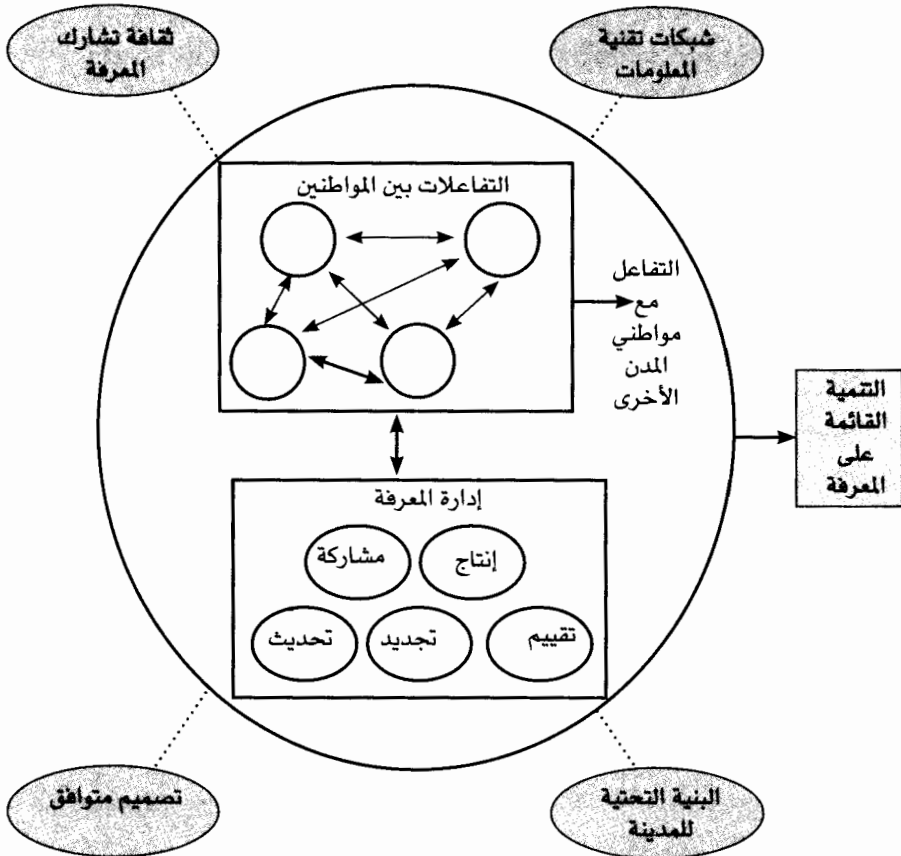 شبكات تقنية
المعلومات
ثقافة تشارك
المعرفة
التفاعلات بين المواطنين
التفاعل
مع
مواطني
المدن
الأخرى
التنمية
القائمة
على
المعرفة
إدارة المعرفة
إنتاج
مشاركة
تقييم
تجديد
تحديث
البنية التحتية
للمدينة
تصميم متوافق